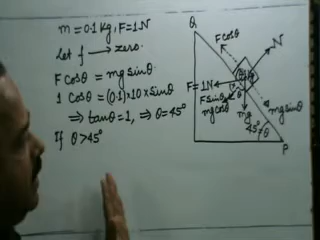 m = 0.1 Kg, F = 1 N
Let f → zero.
F cosθ = mg sinθ
1 cosθ = (0.1)×10×sinθ
⇒ tanθ = 1, ⇒ θ = 45°
If θ > 45°
Q
F cosθ
N
F = 1N
θ
θ
F sinθ
mg cosθ
mg
mg sinθ
45° = θ
P